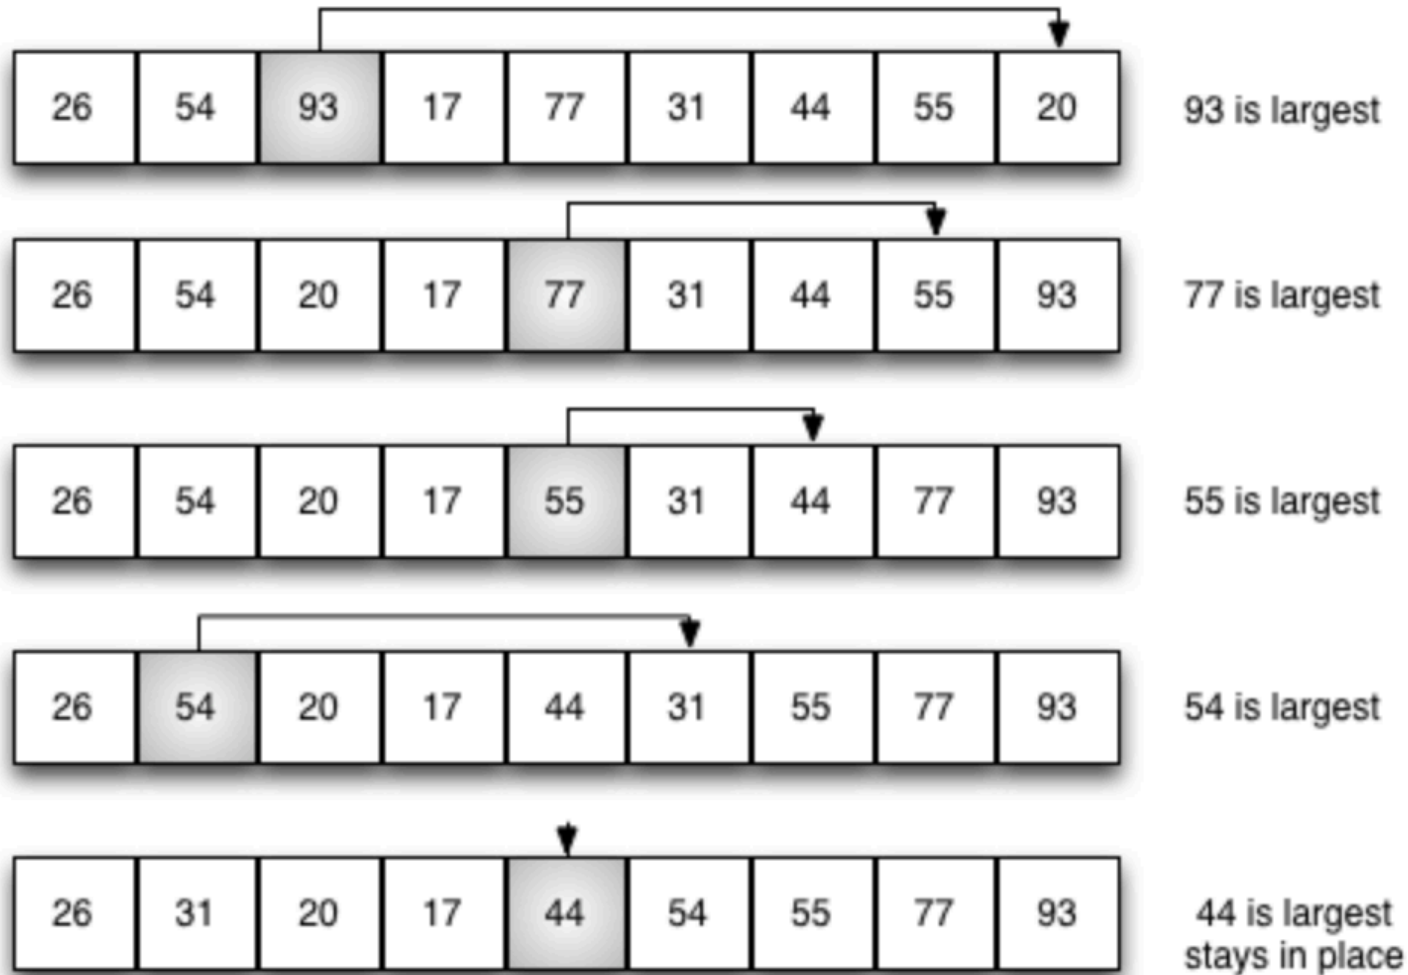 26 54 93 17 77 31 44 55 20 93 is largest
26 54 20 17 77 31 44 55 93 77 is largest
26 54 20 17 55 31 44 77 93 55 is largest
26 54 20 17 44 31 55 77 93 54 is largest
26 31 20 17 44 54 55 77 93 44 is largest
stays in place